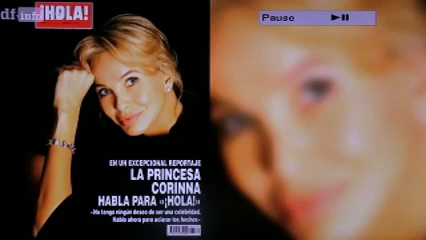 df-info
¡HOLA!
Pause
EN UN EXCEPCIONAL REPORTAJE
LA PRINCESA
CORINNA
HABLA PARA «¡HOLA!»
«No tengo ningún deseo de ser una celebridad.
Hablo ahora para aclarar los hechos»